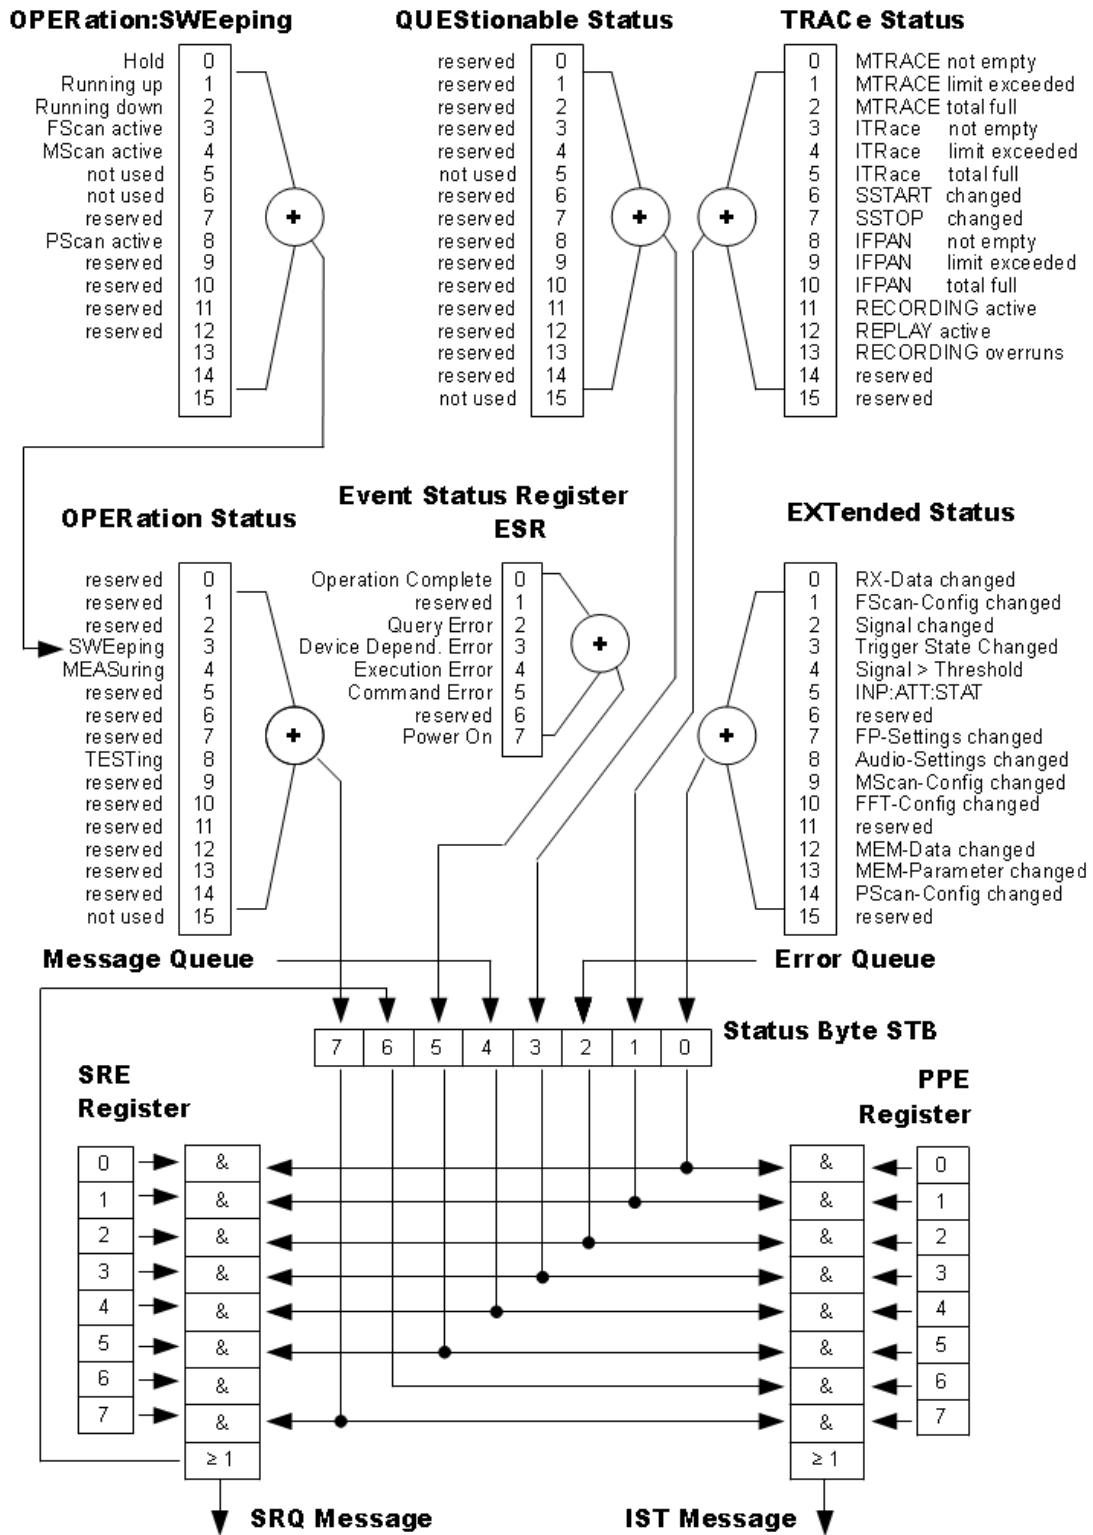 OPERation:SWEeping
Hold 0
Running up 1
Running down 2
FScan active 3
MScan active 4
not used 5
not used 6
reserved 7
PScan active 8
reserved 9
reserved 10
reserved 11
reserved 12
13
14
15
+
QUEStionable Status
reserved 0
reserved 1
reserved 2
reserved 3
reserved 4
not used 5
reserved 6
reserved 7
reserved 8
reserved 9
reserved 10
reserved 11
reserved 12
reserved 13
reserved 14
not used 15
+
TRACe Status
+
0 MTRACE not empty
1 MTRACE limit exceeded
2 MTRACE total full
3 ITRace not empty
4 ITRace limit exceeded
5 ITRace total full
6 SSTART changed
7 SSTOP changed
8 IFPAN not empty
9 IFPAN limit exceeded
10 IFPAN total full
11 RECORDING active
12 REPLAY active
13 RECORDING overruns
14 reserved
15 reserved
OPERation Status
reserved 0
reserved 1
reserved 2
SWEeping 3
MEASuring 4
reserved 5
reserved 6
reserved 7
TESTing 8
reserved 9
reserved 10
reserved 11
reserved 12
reserved 13
reserved 14
not used 15
+
Event Status Register
ESR
Operation Complete 0
reserved 1
Query Error 2
Device Depend. Error 3
Execution Error 4
Command Error 5
reserved 6
Power On 7
+
EXTended Status
+
0 RX-Data changed
1 FScan-Config changed
2 Signal changed
3 Trigger State Changed
4 Signal > Threshold
5 INP:ATT:STAT
6 reserved
7 FP-Settings changed
8 Audio-Settings changed
9 MScan-Config changed
10 FFT-Config changed
11 reserved
12 MEM-Data changed
13 MEM-Parameter changed
14 PScan-Config changed
15 reserved
Message Queue
Error Queue
7 6 5 4 3 2 1 0
Status Byte STB
SRE
Register
PPE
Register
0 & & 0
1 & & 1
2 & & 2
3 & & 3
4 & & 4
5 & & 5
6 & & 6
7 & & 7
≥ 1 ≥ 1
SRQ Message
IST Message